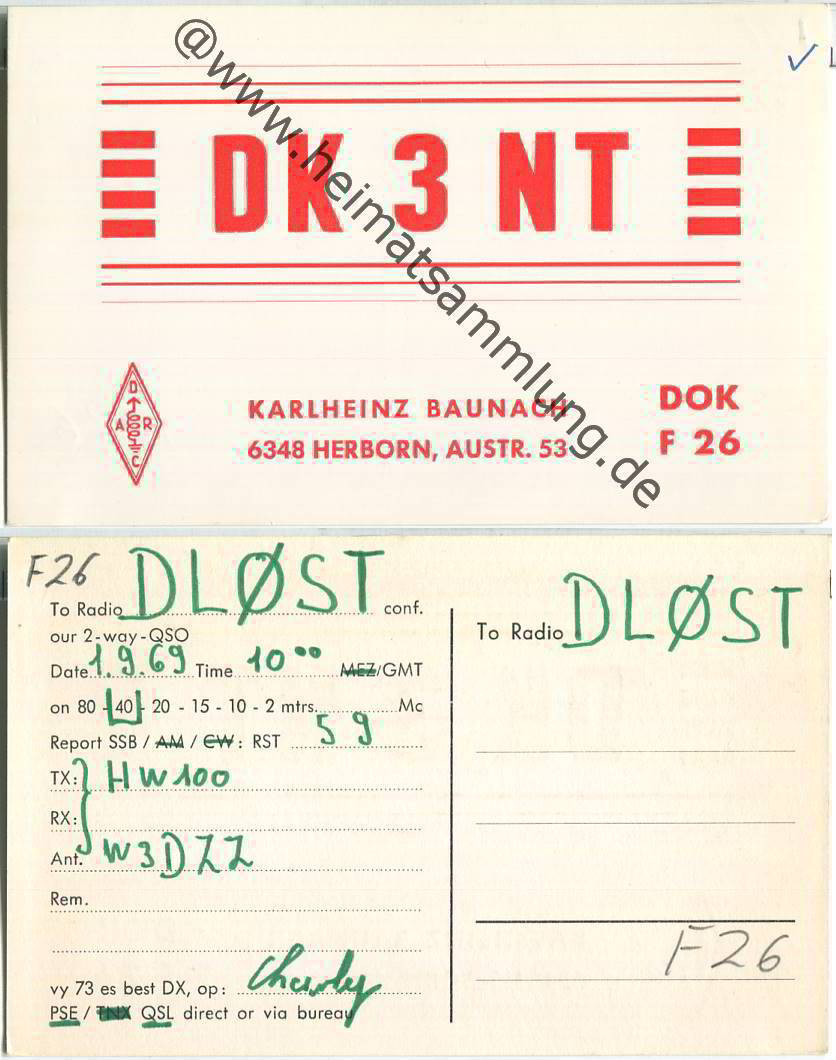 @www.heimatsammlung.de
DK 3 NT
D
A R
C
KARLHEINZ BAUNACH
6348 HERBORN, AUSTR. 53
DOK
F 26
F26
To Radio DLØST conf.
our 2-way-QSO
Date 1.9.69 Time 10⁰⁰ MEZ/GMT
on 80 - 40 - 20 - 15 - 10 - 2 mtrs. Mc
Report SSB / AM / CW: RST 59
TX: HW100
RX:
Ant. W3DZZ
Rem.
vy 73 es best DX, op: Charly
PSE / TNX QSL direct or via bureau
To Radio DLØST
F26